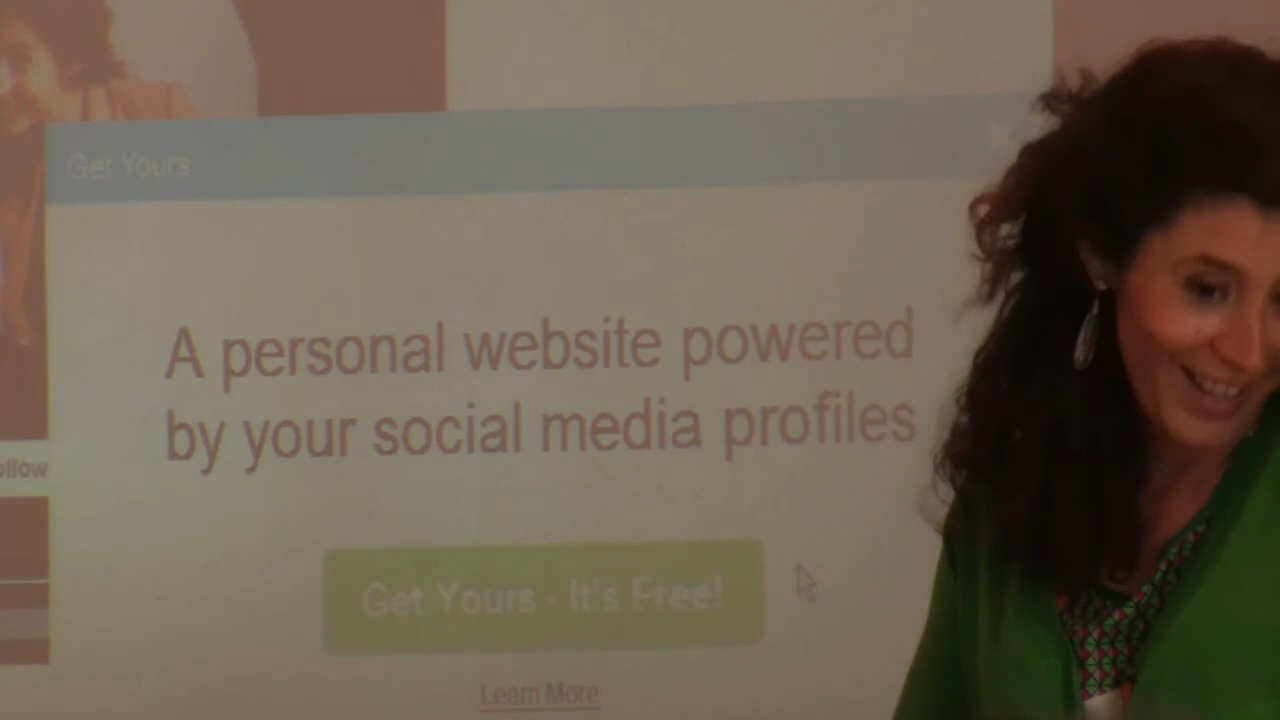 Get Yours
A personal website powered
by your social media profiles
ollow
Get Yours - It's Free!
Learn More